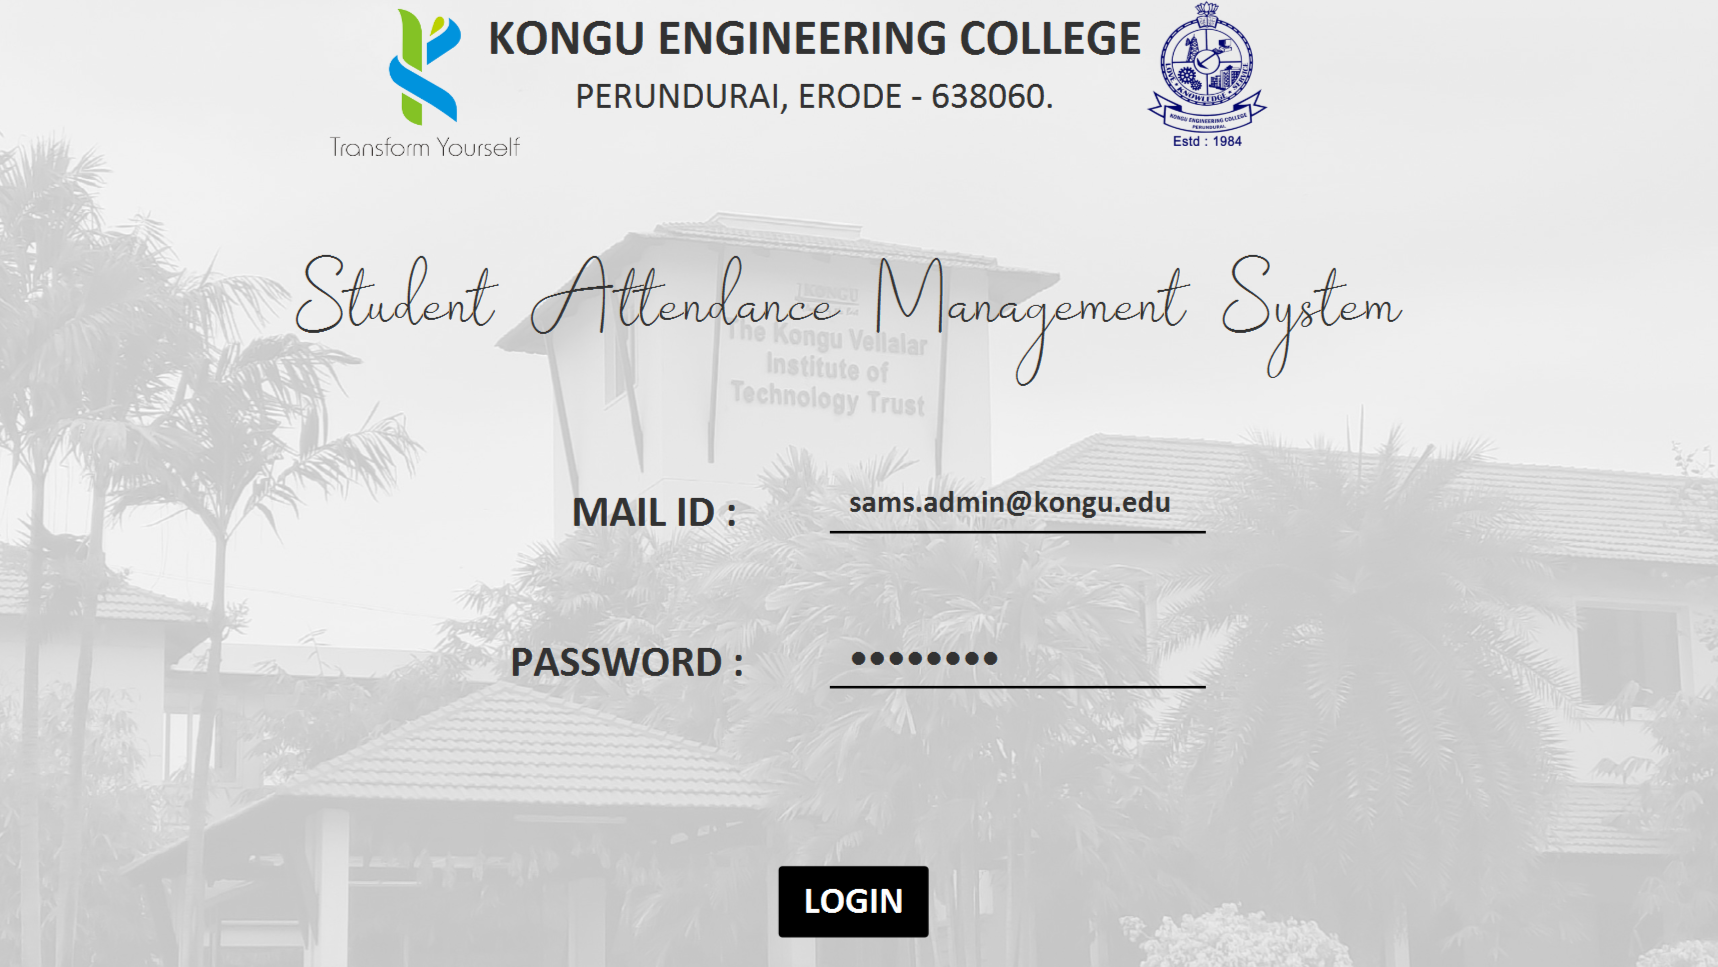 KONGU ENGINEERING COLLEGE
PERUNDURAI, ERODE - 638060.
Transform Yourself
LOVE • KNOWLEDGE • SERVICE
KONGU ENGINEERING COLLEGE
PERUNDURAI.
Estd : 1984
Student Attendance Management System
KONGU
The Kongu Vellalar
Institute of
Technology Trust
MAIL ID :
sams.admin@kongu.edu
PASSWORD :
••••••••
LOGIN